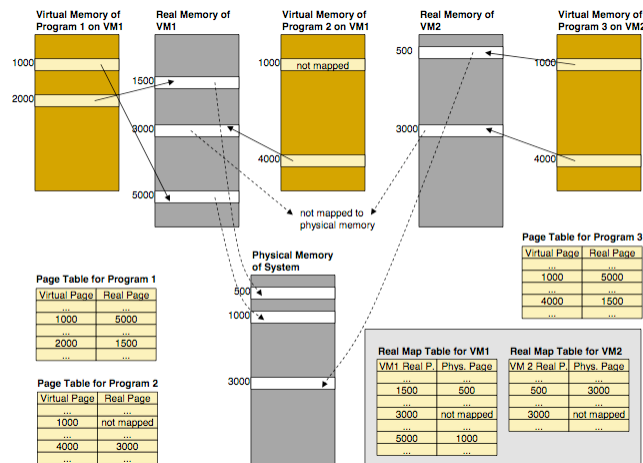 Virtual Memory of
Program 1 on VM1
Real Memory of
VM1
Virtual Memory of
Program 2 on VM1
Real Memory of
VM2
Virtual Memory of
Program 3 on VM2
1000
2000
1500
3000
5000
1000
not mapped
4000
500
3000
1000
4000
not mapped to
physical memory
Physical Memory
of System
500
1000
3000
Page Table for Program 1
Virtual Page Real Page
... ...
1000 5000
... ...
2000 1500
... ...
Page Table for Program 2
Virtual Page Real Page
... ...
1000 not mapped
... ...
4000 3000
... ...
Page Table for Program 3
Virtual Page Real Page
... ...
1000 5000
... ...
4000 1500
... ...
Real Map Table for VM1
VM1 Real P. Phys. Page
... ...
1500 500
... ...
3000 not mapped
... ...
5000 1000
... ...
Real Map Table for VM2
VM 2 Real P. Phys. Page
... ...
500 3000
... ...
3000 not mapped
... ...